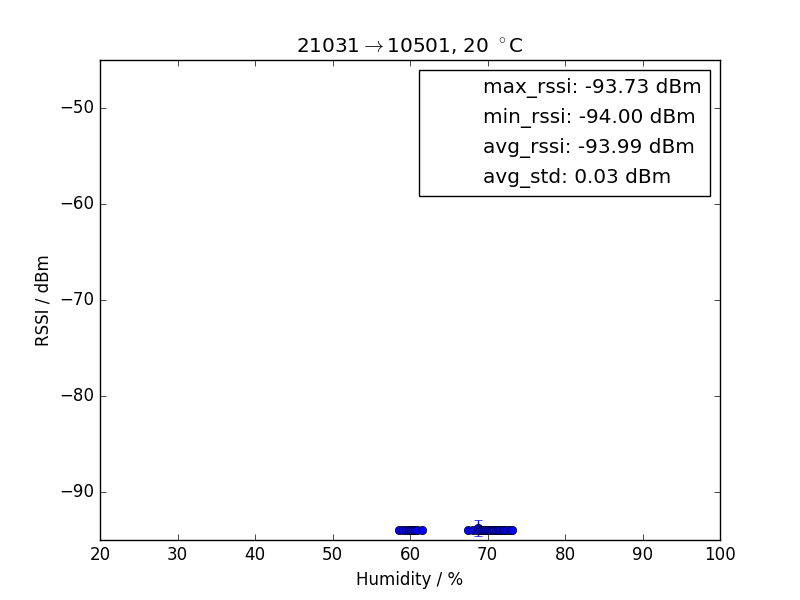 21031→10501, 20 °C
max_rssi: -93.73 dBm
min_rssi: -94.00 dBm
avg_rssi: -93.99 dBm
avg_std: 0.03 dBm
−50
−60
−70
−80
−90
RSSI / dBm
20 30 40 50 60 70 80 90 100
Humidity / %